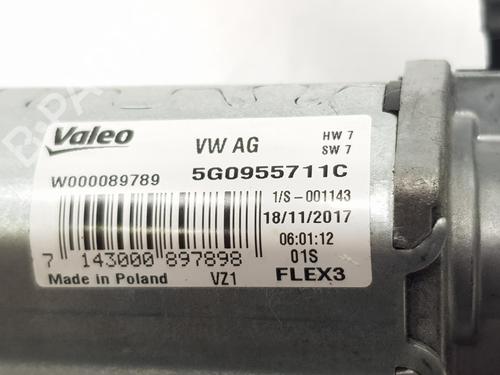 Valeo
VW AG
HW 7
SW 7
W000089789
5G0955711C
1/S-001143
18/11/2017
06:01:12
7 143000 897898
01S
Made in Poland
VZ1
FLEX3
B-PARTS